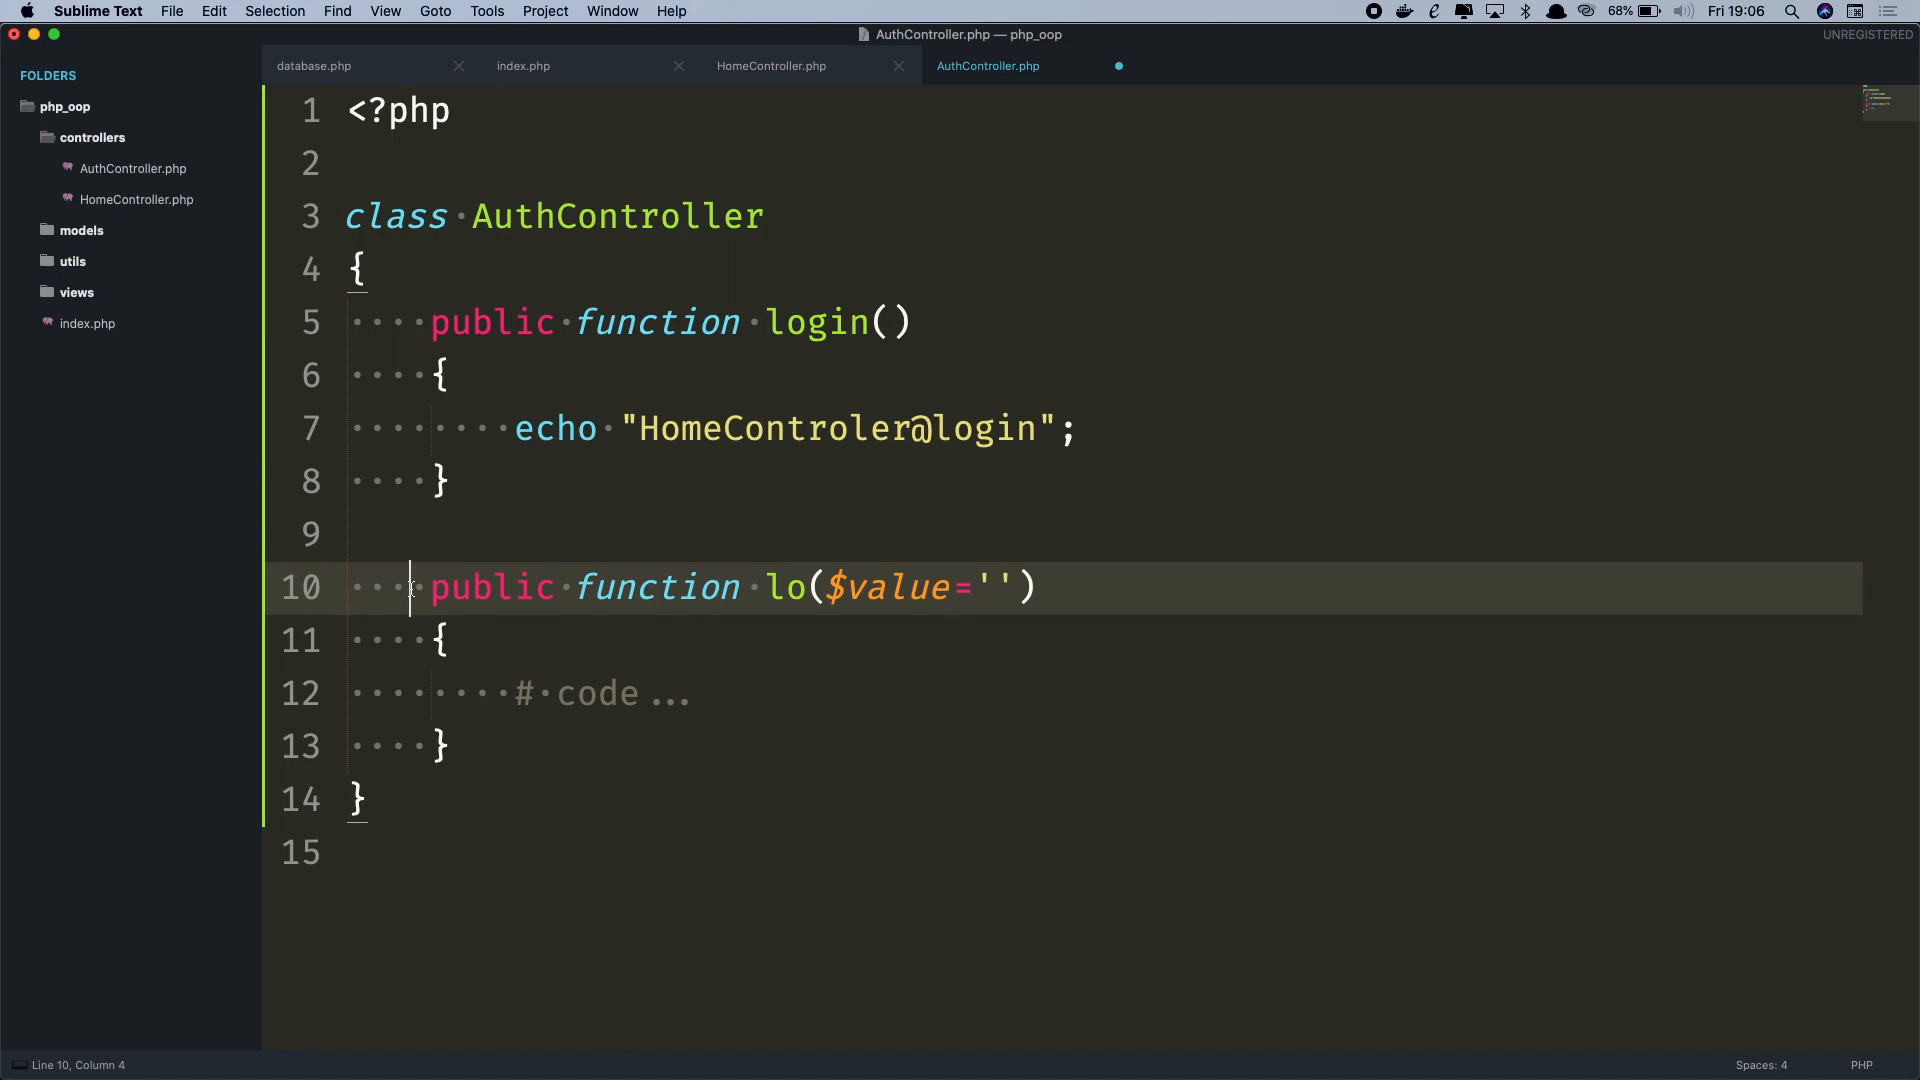 Sublime Text File Edit Selection Find View Goto Tools Project Window Help 68% Fri 19:06
AuthController.php — php_oop UNREGISTERED
FOLDERS
php_oop
controllers
AuthController.php
HomeController.php
models
utils
views
index.php
database.php index.php HomeController.php AuthController.php
1 <?php
2
3 class AuthController
4 {
5 public function login()
6 {
7 echo "HomeControler@login";
8 }
9
10 public function lo($value='')
11 {
12 # code...
13 }
14 }
15
Line 10, Column 4 Spaces: 4 PHP